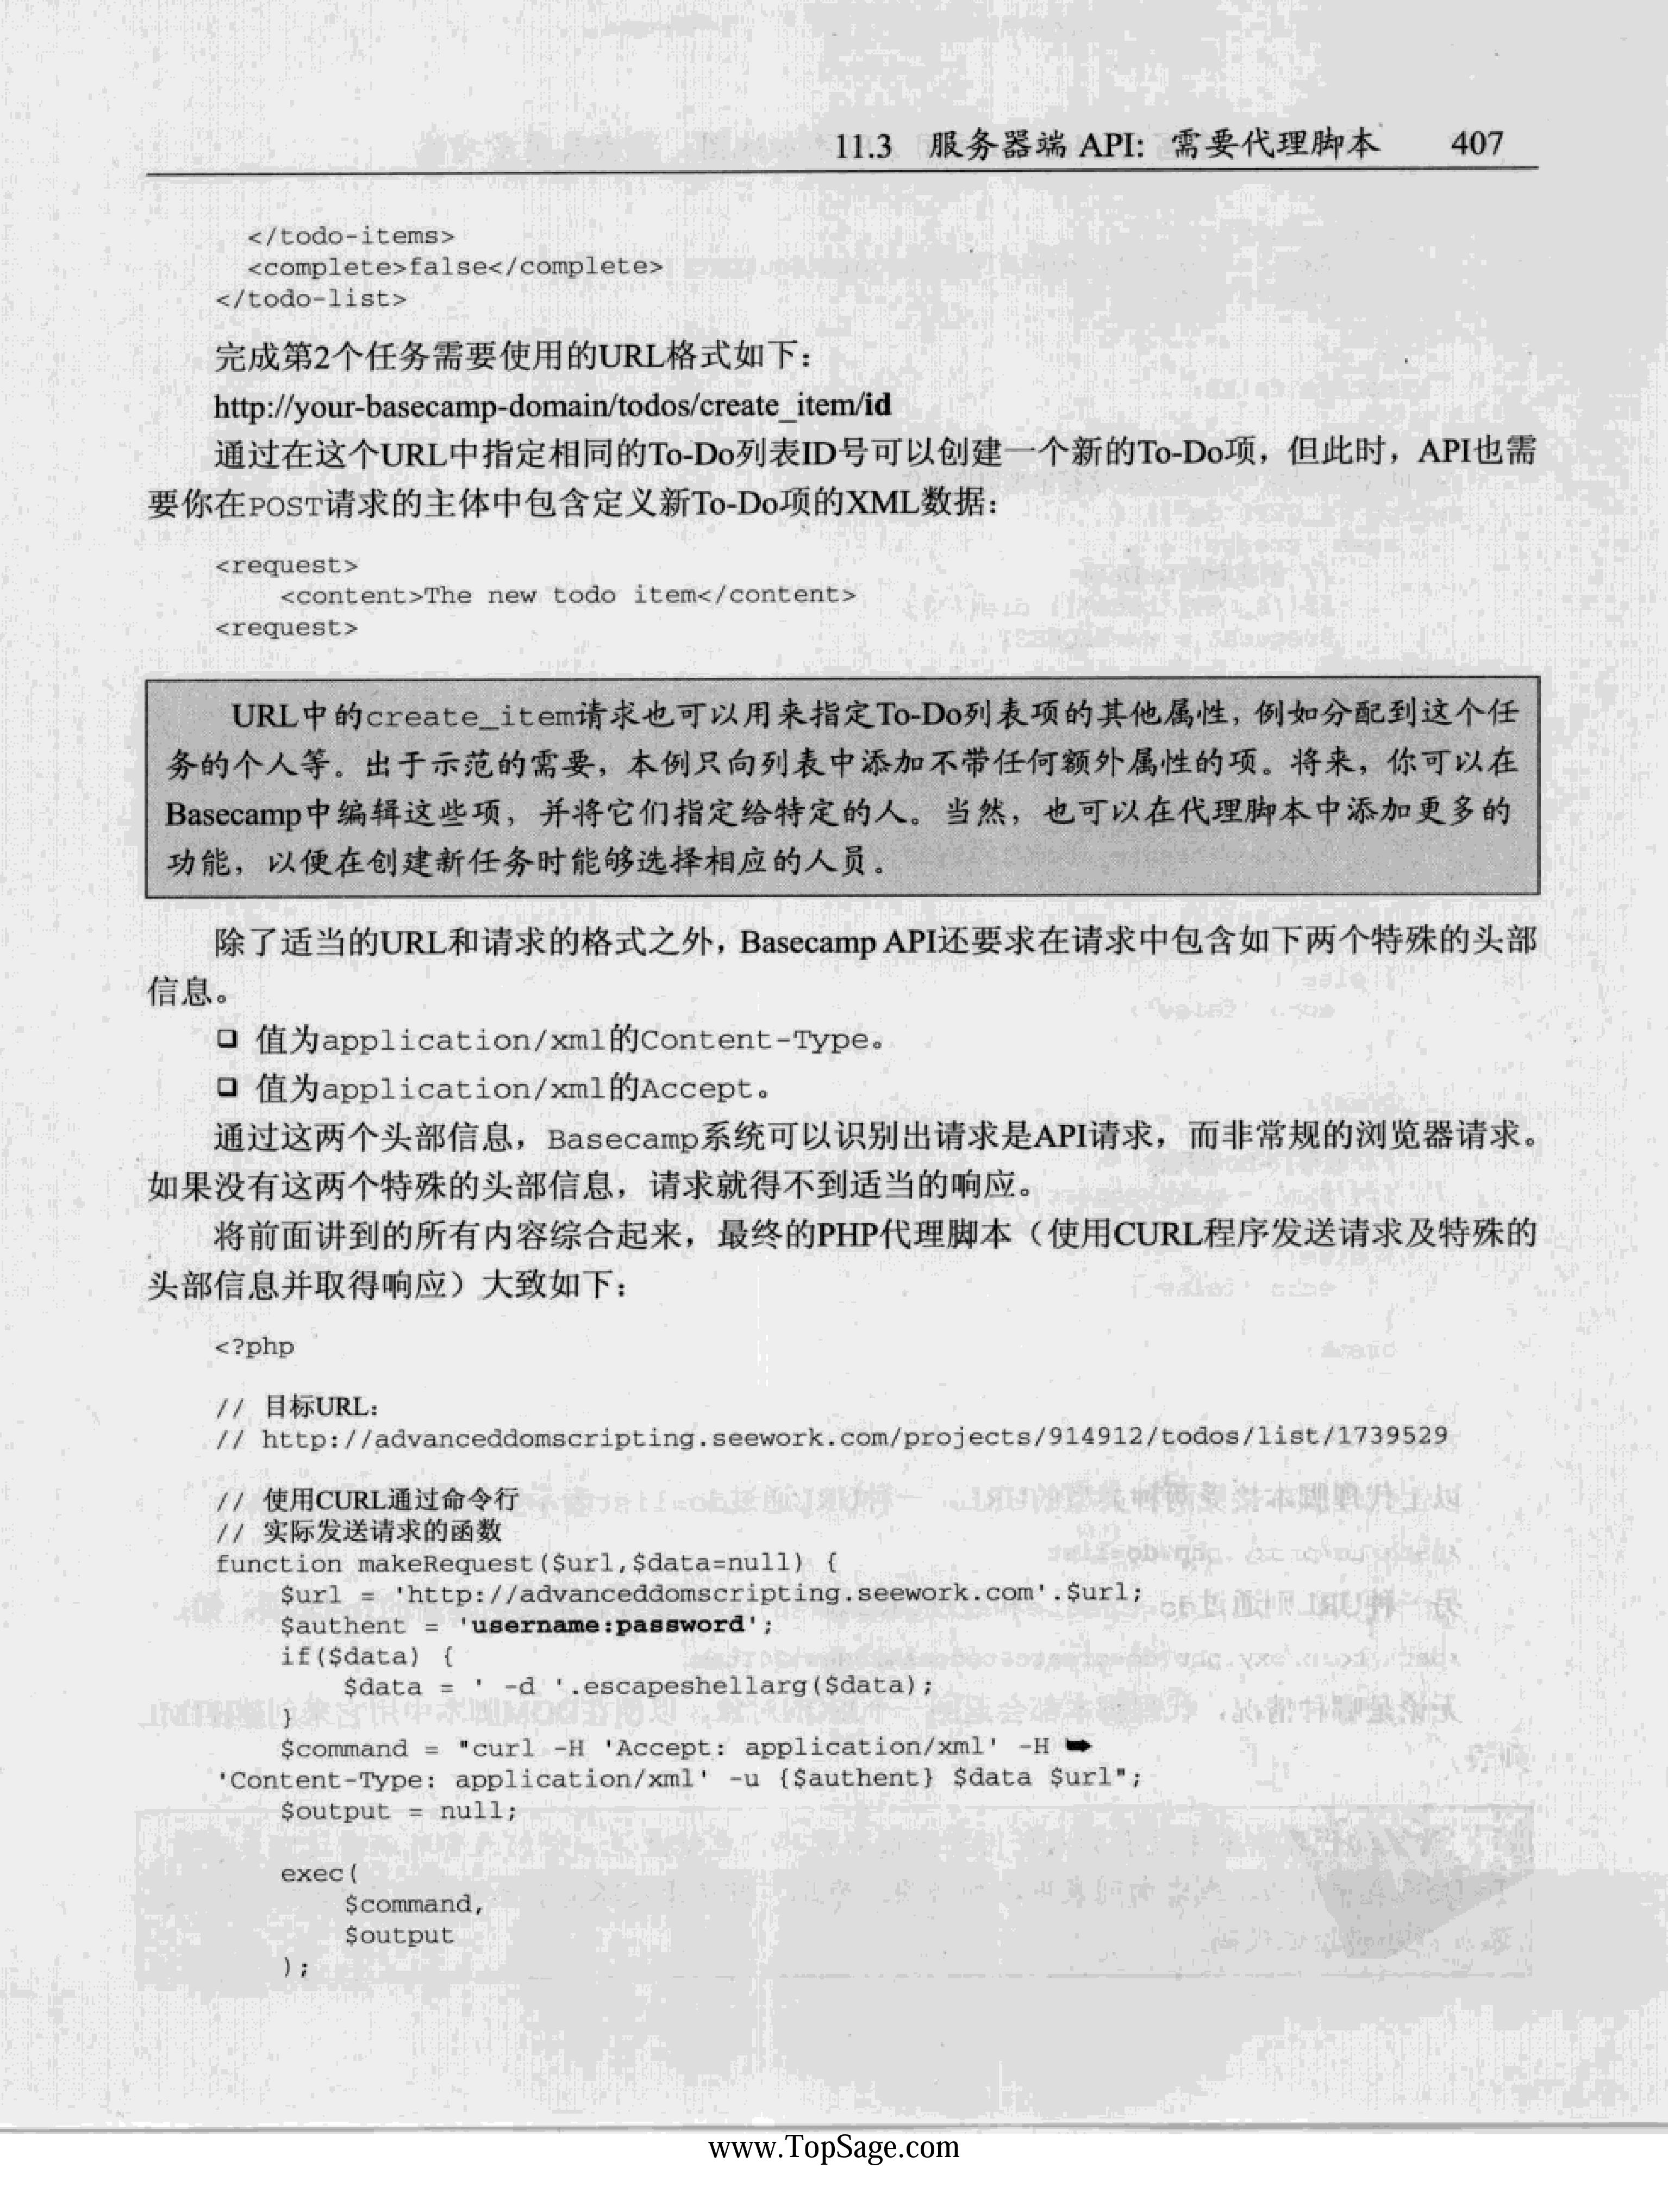 11.3 服务器端 API: 需要代理脚本 407
</todo-items>
<complete>false</complete>
</todo-list>
完成第2个任务需要使用的URL格式如下：
http://your-basecamp-domain/todos/create_item/id
通过在这个URL中指定相同的To-Do列表ID号可以创建一个新的To-Do项，但此时，API也需
要你在POST请求的主体中包含定义新To-Do项的XML数据：
<request>
<content>The new todo item</content>
<request>
URL中的create_item请求也可以用来指定To-Do列表项的其他属性，例如分配到这个任
务的个人等。出于示范的需要，本例只向列表中添加不带任何额外属性的项。将来，你可以在
Basecamp中编辑这些项，并将它们指定给特定的人。当然，也可以在代理脚本中添加更多的
功能，以便在创建新任务时能够选择相应的人员。
除了适当的URL和请求的格式之外，Basecamp API还要求在请求中包含如下两个特殊的头部
信息。
❑ 值为application/xml的Content-Type。
❑ 值为application/xml的Accept。
通过这两个头部信息，Basecamp系统可以识别出请求是API请求，而非常规的浏览器请求。
如果没有这两个特殊的头部信息，请求就得不到适当的响应。
将前面讲到的所有内容综合起来，最终的PHP代理脚本（使用CURL程序发送请求及特殊的
头部信息并取得响应）大致如下：
<?php
// 目标URL：
// http://advanceddomscripting.seework.com/projects/914912/todos/list/1739529
// 使用CURL通过命令行
// 实际发送请求的函数
function makeRequest($url,$data=null) {
$url = 'http://advanceddomscripting.seework.com'.$url;
$authent = 'username:password';
if($data) {
$data = ' -d '.escapeshellarg($data);
}
$command = "curl -H 'Accept: application/xml' -H ➥
'Content-Type: application/xml' -u {$authent} $data $url";
$output = null;
exec(
$command,
$output
);
www.TopSage.com